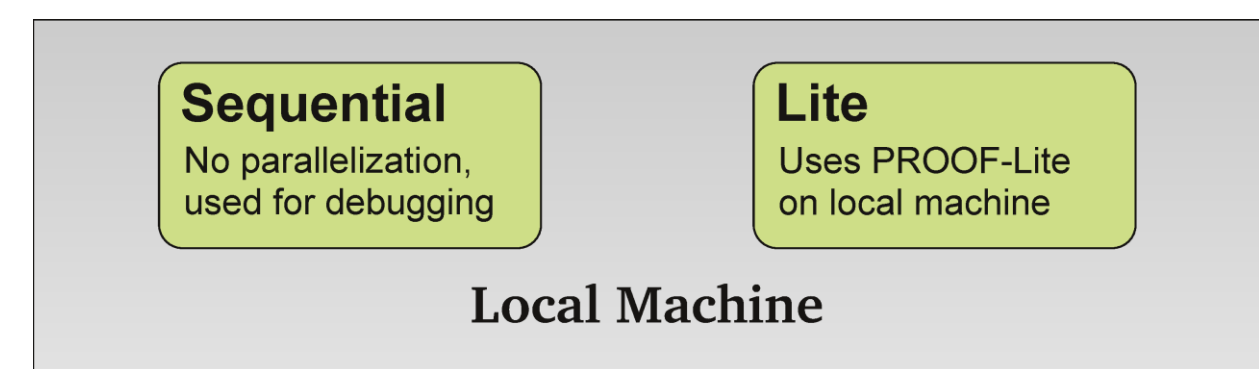 Sequential
No parallelization,
used for debugging
Lite
Uses PROOF-Lite
on local machine
Local Machine